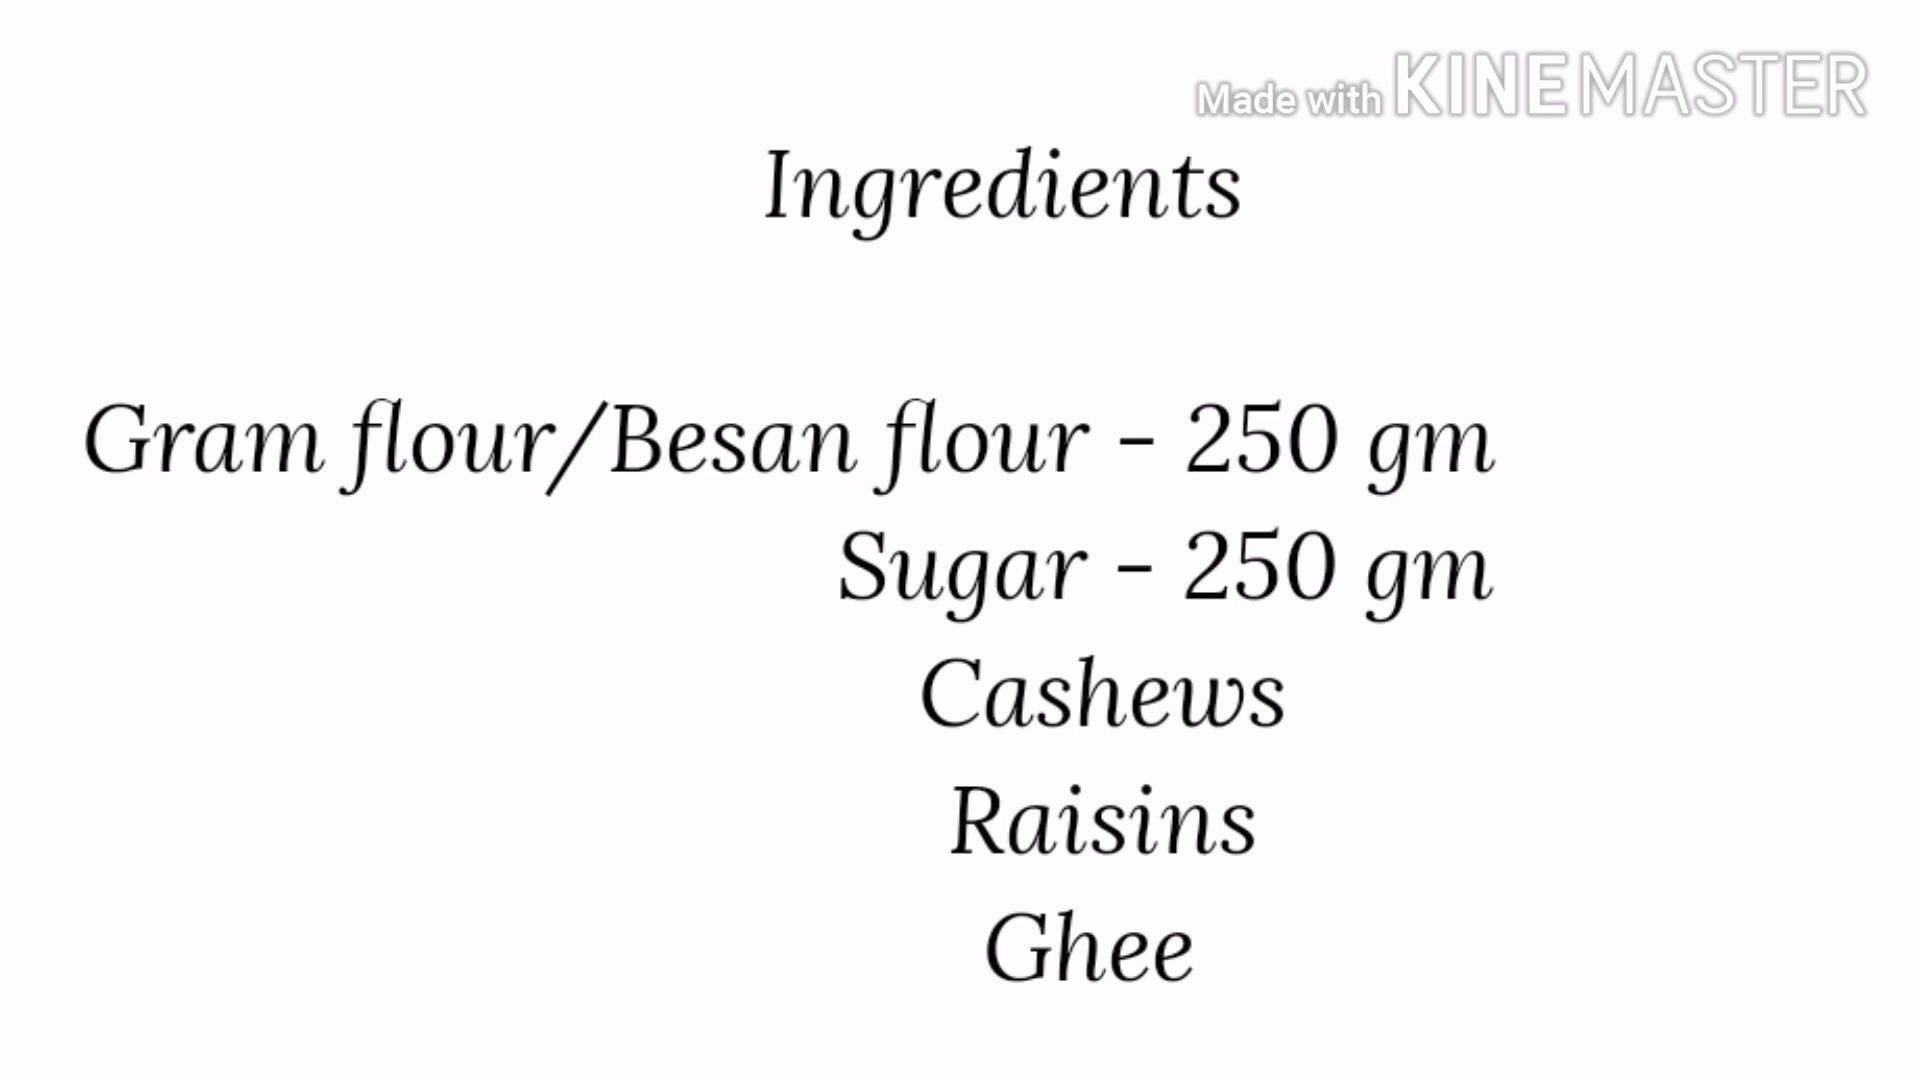 Made with KINEMASTER
Ingredients
Gram flour/Besan flour - 250 gm
Sugar - 250 gm
Cashews
Raisins
Ghee